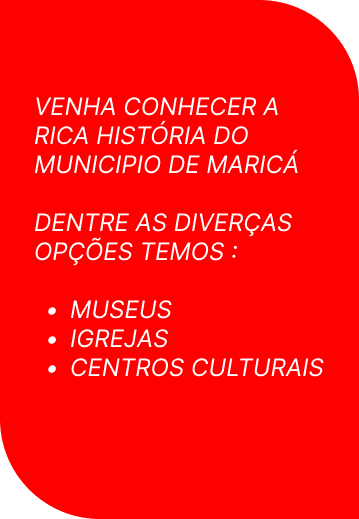 VENHA CONHECER A
RICA HISTÓRIA DO
MUNICIPIO DE MARICÁ
DENTRE AS DIVERÇAS
OPÇÕES TEMOS :
• MUSEUS
• IGREJAS
• CENTROS CULTURAIS